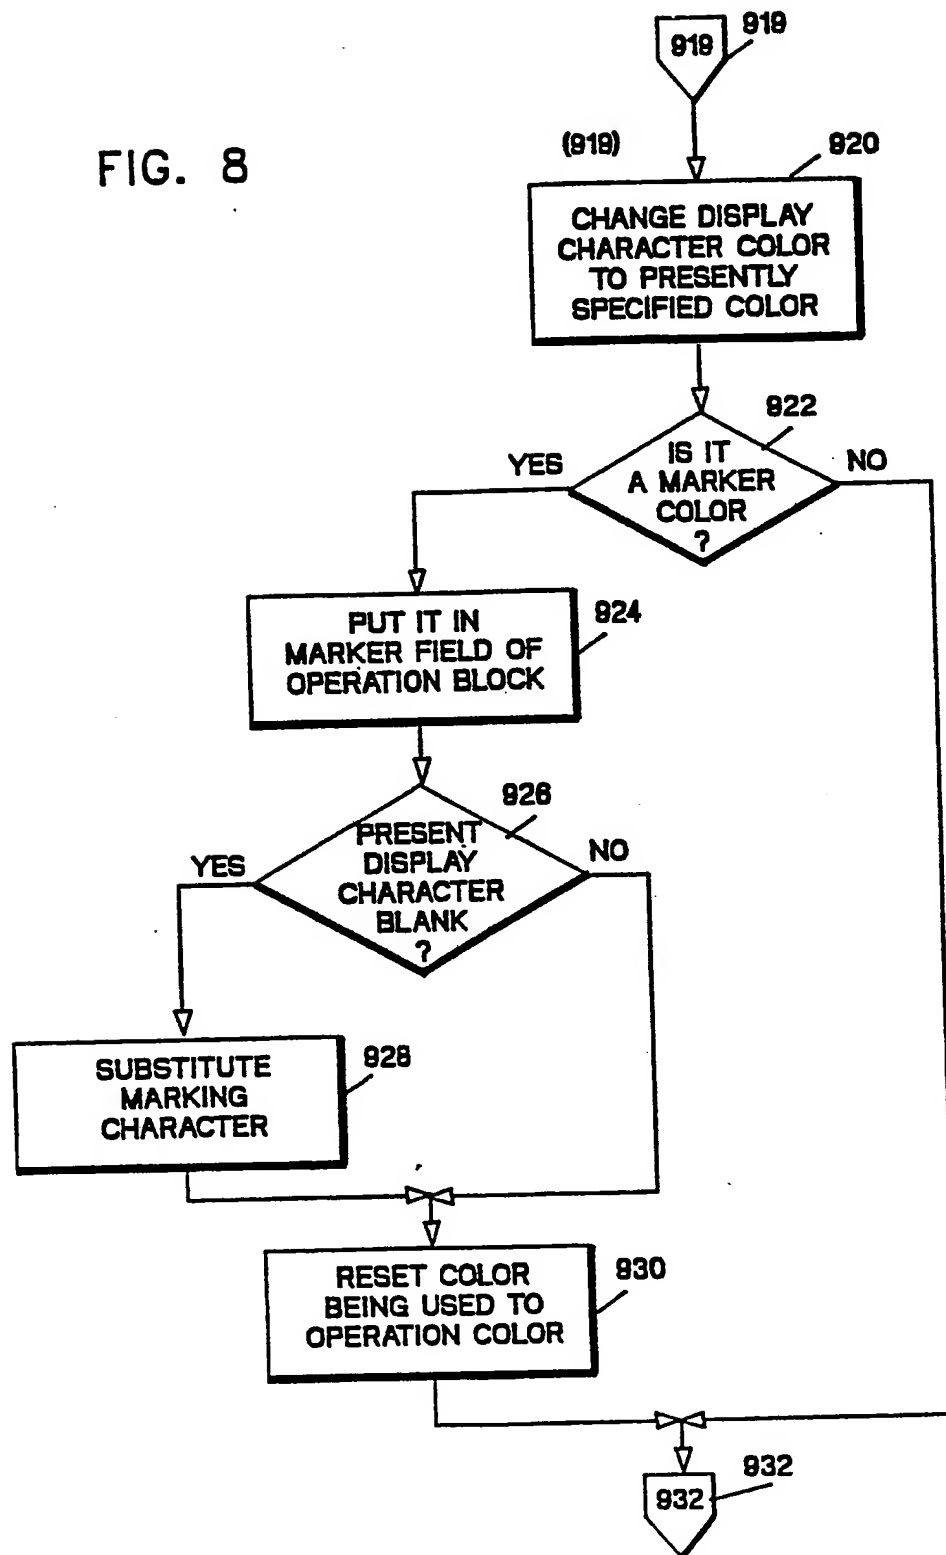 FIG. 8
919
919
(919)
920
CHANGE DISPLAY
CHARACTER COLOR
TO PRESENTLY
SPECIFIED COLOR
922
YES
IS IT
A MARKER
COLOR
?
NO
PUT IT IN
MARKER FIELD OF
OPERATION BLOCK
924
926
YES
PRESENT
DISPLAY
CHARACTER
BLANK
?
NO
SUBSTITUTE
MARKING
CHARACTER
928
RESET COLOR
BEING USED TO
OPERATION COLOR
930
932
932